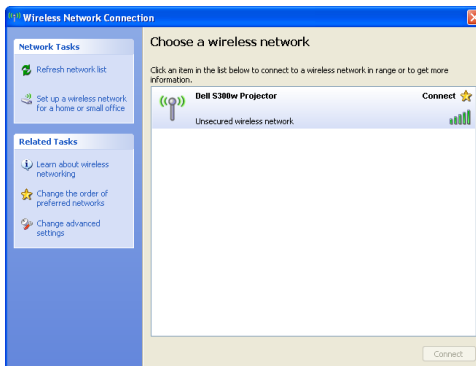 Wireless Network Connection
Network Tasks
Refresh network list
Set up a wireless network
for a home or small office
Related Tasks
Learn about wireless
networking
Change the order of
preferred networks
Change advanced
settings
Choose a wireless network
Click an item in the list below to connect to a wireless network in range or to get more
information.
Dell S300w Projector Connect
Unsecured wireless network
Connect